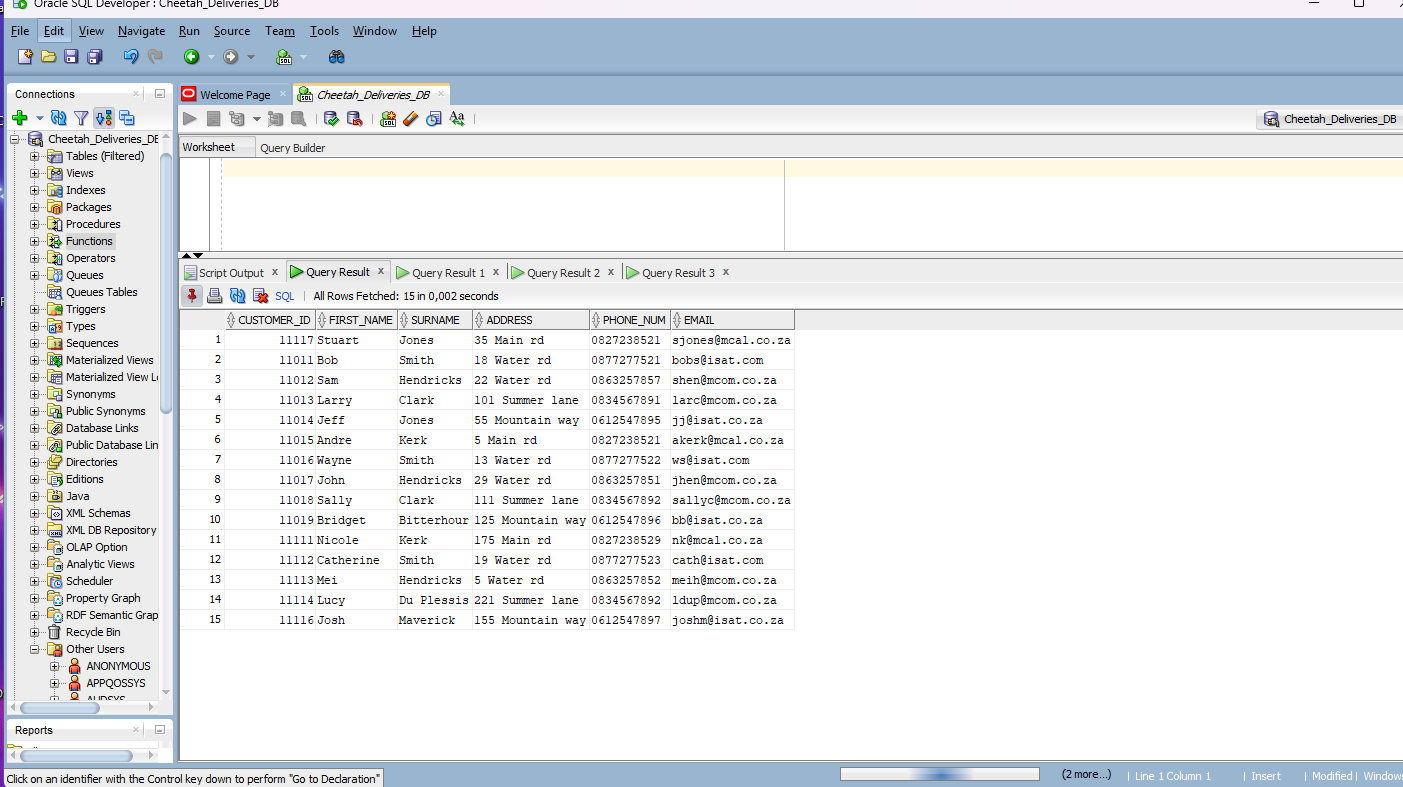 Oracle SQL Developer : Cheetah_Deliveries_DB
File Edit View Navigate Run Source Team Tools Window Help
Connections
Welcome Page
Cheetah_Deliveries_DB
Cheetah_Deliveries_DB
Worksheet
Query Builder
Cheetah_Deliveries_DE
Tables (Filtered)
Views
Indexes
Packages
Procedures
Functions
Operators
Queues
Queues Tables
Triggers
Types
Sequences
Materialized Views
Materialized View Lo
Synonyms
Public Synonyms
Database Links
Public Database Lin
Directories
Editions
Java
XML Schemas
XML DB Repository
OLAP Option
Analytic Views
Scheduler
Property Graph
RDF Semantic Grap
Recycle Bin
Other Users
ANONYMOUS
APPQOSSYS
AUDSYS
Reports
Script Output x Query Result x Query Result 1 x Query Result 2 x Query Result 3 x
SQL | All Rows Fetched: 15 in 0,002 seconds
CUSTOMER_ID FIRST_NAME SURNAME ADDRESS PHONE_NUM EMAIL
1 11117 Stuart Jones 35 Main rd 0827238521 sjones@mcal.co.za
2 11011 Bob Smith 18 Water rd 0877277521 bobs@isat.com
3 11012 Sam Hendricks 22 Water rd 0863257857 shen@mcom.co.za
4 11013 Larry Clark 101 Summer lane 0834567891 larc@mcom.co.za
5 11014 Jeff Jones 55 Mountain way 0612547895 jj@isat.co.za
6 11015 Andre Kerk 5 Main rd 0827238521 akerk@mcal.co.za
7 11016 Wayne Smith 13 Water rd 0877277522 ws@isat.com
8 11017 John Hendricks 29 Water rd 0863257851 jhen@mcom.co.za
9 11018 Sally Clark 111 Summer lane 0834567892 sallyc@mcom.co.za
10 11019 Bridget Bitterhour 125 Mountain way 0612547896 bb@isat.co.za
11 11111 Nicole Kerk 175 Main rd 0827238529 nk@mcal.co.za
12 11112 Catherine Smith 19 Water rd 0877277523 cath@isat.com
13 11113 Mei Hendricks 5 Water rd 0863257852 meih@mcom.co.za
14 11114 Lucy Du Plessis 221 Summer lane 0834567892 ldup@mcom.co.za
15 11116 Josh Maverick 155 Mountain way 0612547897 joshm@isat.co.za
Click on an identifier with the Control key down to perform "Go to Declaration"
(2 more...) | Line 1 Column 1 | Insert | Modified | Windows